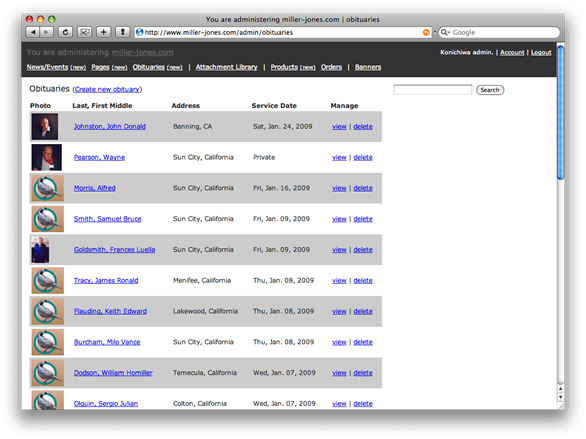 You are administering miller-jones.com | obituaries
http://www.miller-jones.com/admin/obituaries
Google
You are administering miller-jones.com
Konichiwa admin. | Account | Logout
News/Events (new) Pages (new) Obituaries (new) | Attachment Library | Products (new) Orders | Banners
Obituaries (Create new obituary)
Search
Photo Last, First Middle Address Service Date Manage
Johnston, John Donald Banning, CA Sat, Jan. 24, 2009 view | delete
Pearson, Wayne Sun City, California Private view | delete
Morris, Alfred Sun City, California Fri, Jan. 16, 2009 view | delete
Smith, Samuel Bruce Sun City, California Fri, Jan. 09, 2009 view | delete
Goldsmith, Frances Luella Sun City, California Fri, Jan. 09, 2009 view | delete
Tracy, James Ronald Menifee, California Thu, Jan. 08, 2009 view | delete
Flauding, Keith Edward Lakewood, California Thu, Jan. 08, 2009 view | delete
Burcham, Milo Vance Sun City, California Thu, Jan. 08, 2009 view | delete
Dodson, William Homiller Temecula, California Wed, Jan. 07, 2009 view | delete
Olguin, Sergio Julian Colton, California Wed, Jan. 07, 2009 view | delete